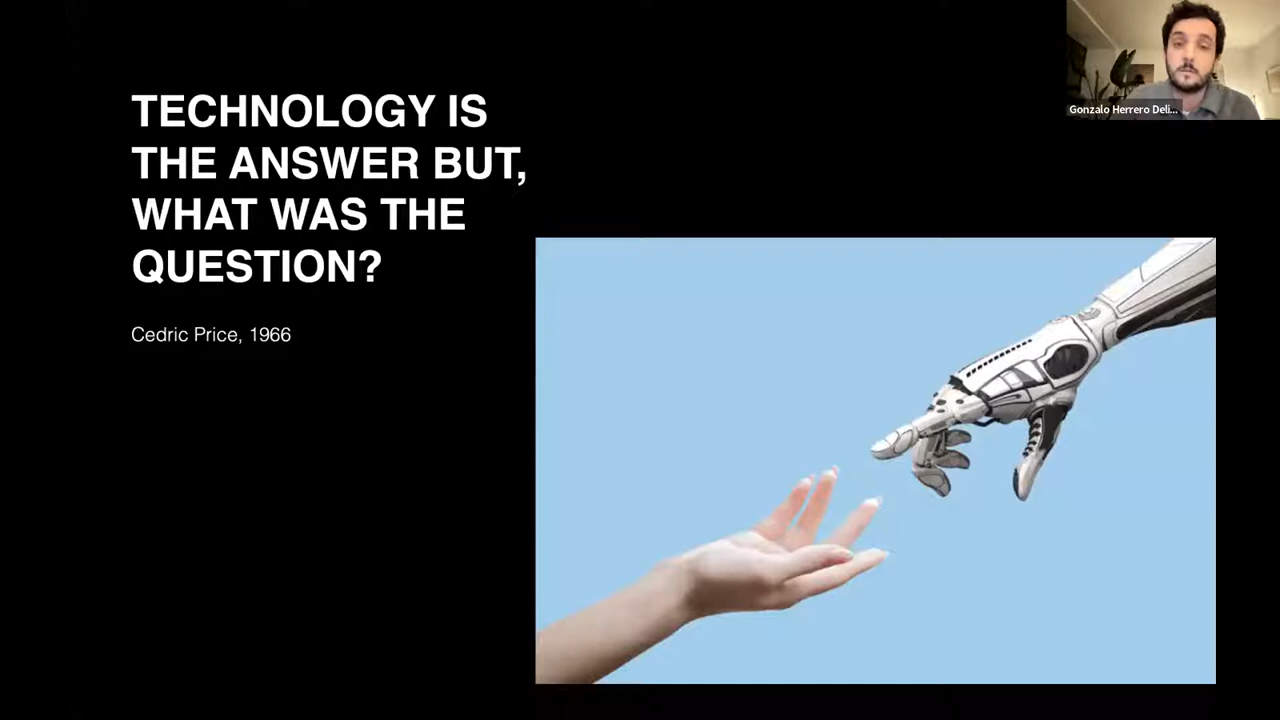 TECHNOLOGY IS
THE ANSWER BUT,
WHAT WAS THE
QUESTION?
Cedric Price, 1966
Gonzalo Herrero Deli...